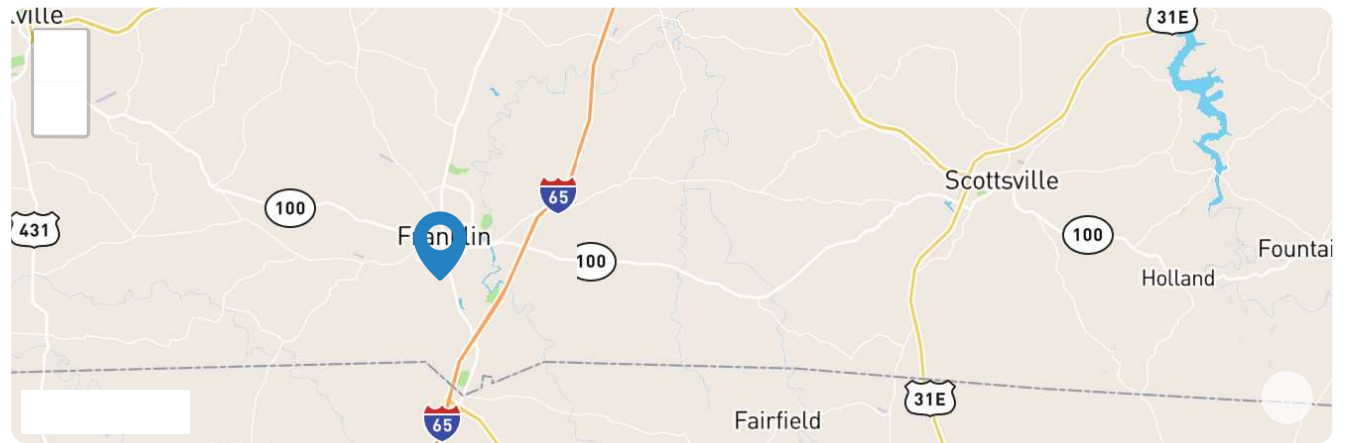 ville
31E
Scottsville
65
100
431
Franklin
100
100
Fountai
Holland
31E
Fairfield
65